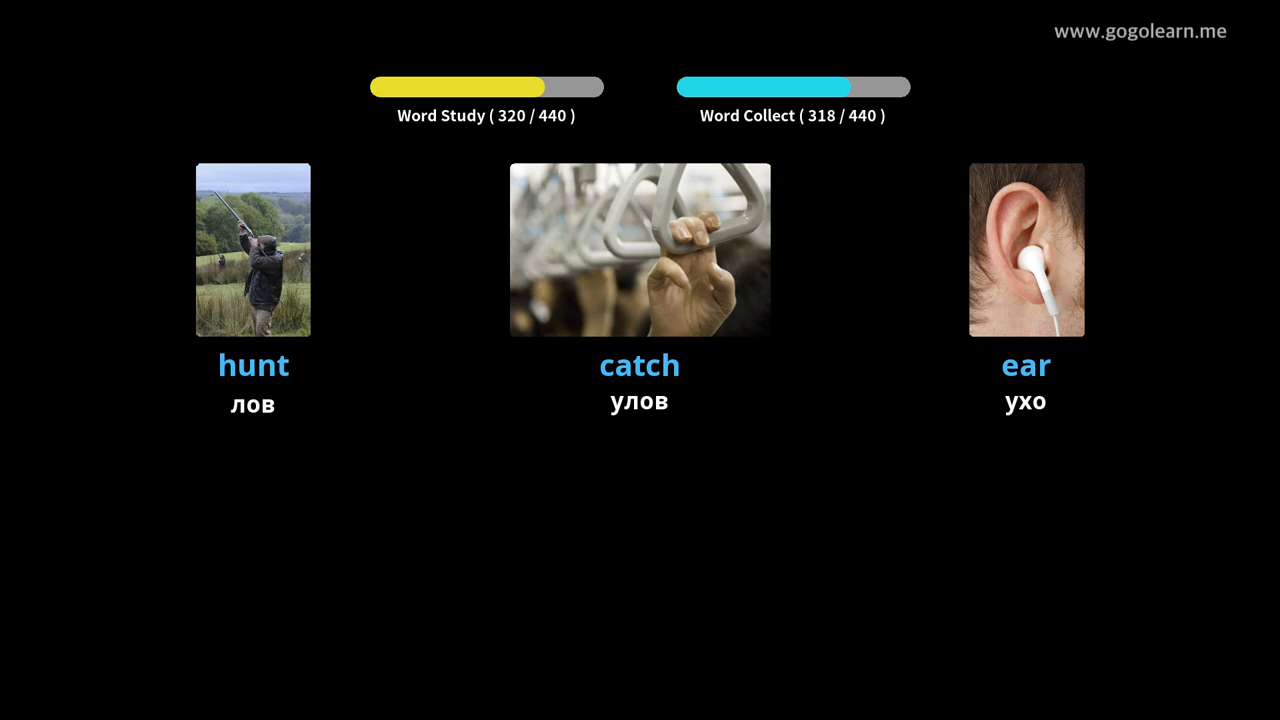 www.gogolearn.me
Word Study ( 320 / 440 )
Word Collect ( 318 / 440 )
hunt
лов
catch
улов
ear
ухо